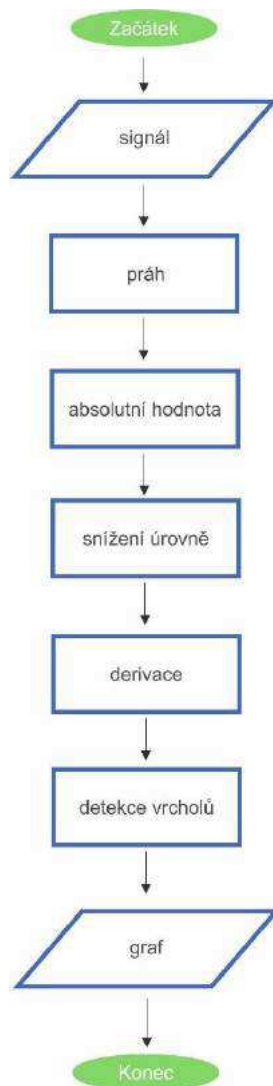 Začátek
signál
práh
absolutní hodnota
snížení úrovně
derivace
detekce vrcholů
graf
Konec